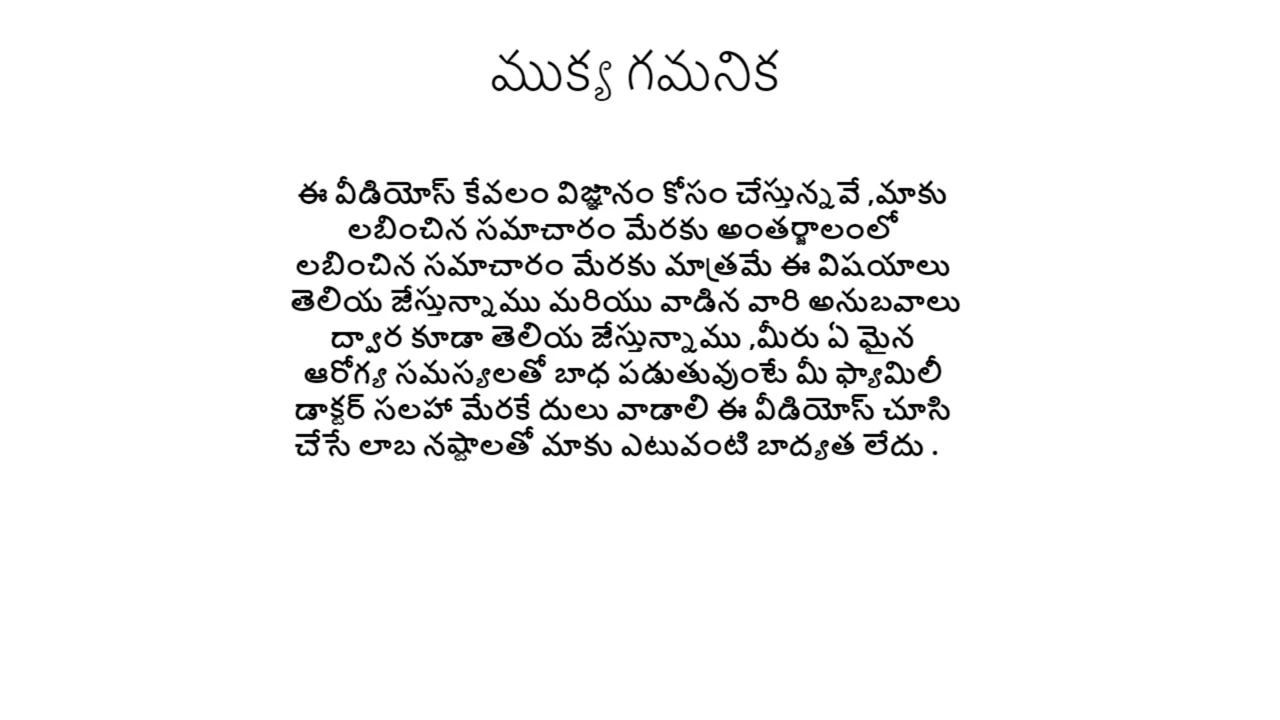 ముక్య గమనిక
ఈ వీడియోస్ కేవలం విజ్ఞానం కోసం చేస్తున్నవే ,మాకు
లబించిన సమాచారం మేరకు అంతర్జాలంలో
లబించిన సమాచారం మేరకు మాత్రమే ఈ విషయాలు
తెలియ జేస్తున్నాము మరియు వాడిన వారి అనుబవాలు
ద్వార కూడా తెలియ జేస్తున్నాము ,మీరు ఏ మైన
ఆరోగ్య సమస్యలతో బాధ పడుతువుంటే మీ ఫ్యామిలీ
డాక్టర్ సలహా మేరకే దులు వాడాలి ఈ వీడియోస్ చూసి
చేసే లాబ నష్టాలతో మాకు ఎటువంటి బాద్యత లేదు .